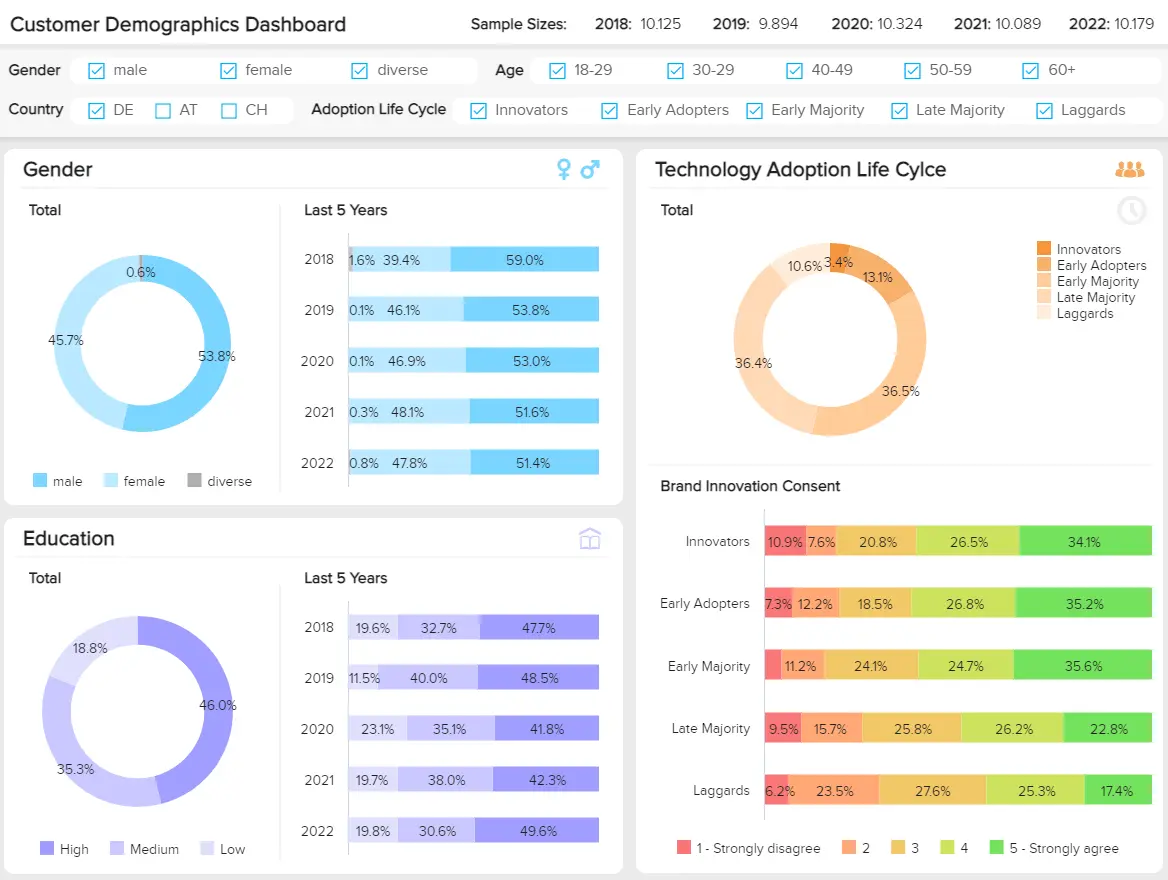 Customer Demographics Dashboard
Sample Sizes: 2018: 10.125 2019: 9.894 2020: 10.324 2021: 10.089 2022: 10.179
Gender male female diverse Age 18-29 30-29 40-49 50-59 60+
Country DE AT CH Adoption Life Cycle Innovators Early Adopters Early Majority Late Majority Laggards
Gender
Total
0.6%
45.7%
53.8%
male female diverse
Last 5 Years
2018 1.6% 39.4% 59.0%
2019 0.1% 46.1% 53.8%
2020 0.1% 46.9% 53.0%
2021 0.3% 48.1% 51.6%
2022 0.8% 47.8% 51.4%
Education
Total
18.8%
46.0%
35.3%
High Medium Low
Last 5 Years
2018 19.6% 32.7% 47.7%
2019 11.5% 40.0% 48.5%
2020 23.1% 35.1% 41.8%
2021 19.7% 38.0% 42.3%
2022 19.8% 30.6% 49.6%
Technology Adoption Life Cylce
Total
10.6% 3.4%
13.1%
36.4%
36.5%
Innovators
Early Adopters
Early Majority
Late Majority
Laggards
Brand Innovation Consent
Innovators 10.9% 7.6% 20.8% 26.5% 34.1%
Early Adopters 7.3% 12.2% 18.5% 26.8% 35.2%
Early Majority 11.2% 24.1% 24.7% 35.6%
Late Majority 9.5% 15.7% 25.8% 26.2% 22.8%
Laggards 6.2% 23.5% 27.6% 25.3% 17.4%
1 - Strongly disagree 2 3 4 5 - Strongly agree